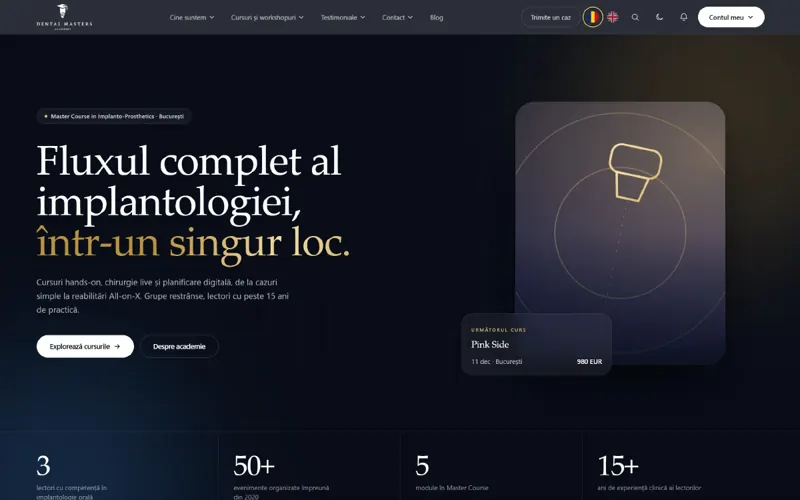 DENTAL MASTERS
ACADEMY
Cine suntem
Cursuri și workshopuri
Testimoniale
Contact
Blog
Trimite un caz
Contul meu
Master Course in Implanto-Prosthetics · București
Fluxul complet al
implantologiei,
într-un singur loc.
Cursuri hands-on, chirurgie live și planificare digitală, de la cazuri
simple la reabilitări All-on-X. Grupe restrânse, lectori cu peste 15 ani
de practică.
Explorează cursurile →
Despre academie
URMĂTORUL CURS
Pink Side
11 dec · București
980 EUR
3
lectori cu competență în
implantologie orală
50+
evenimente organizate împreună
din 2020
5
module în Master Course
15+
ani de experiență clinică ai lectorilor